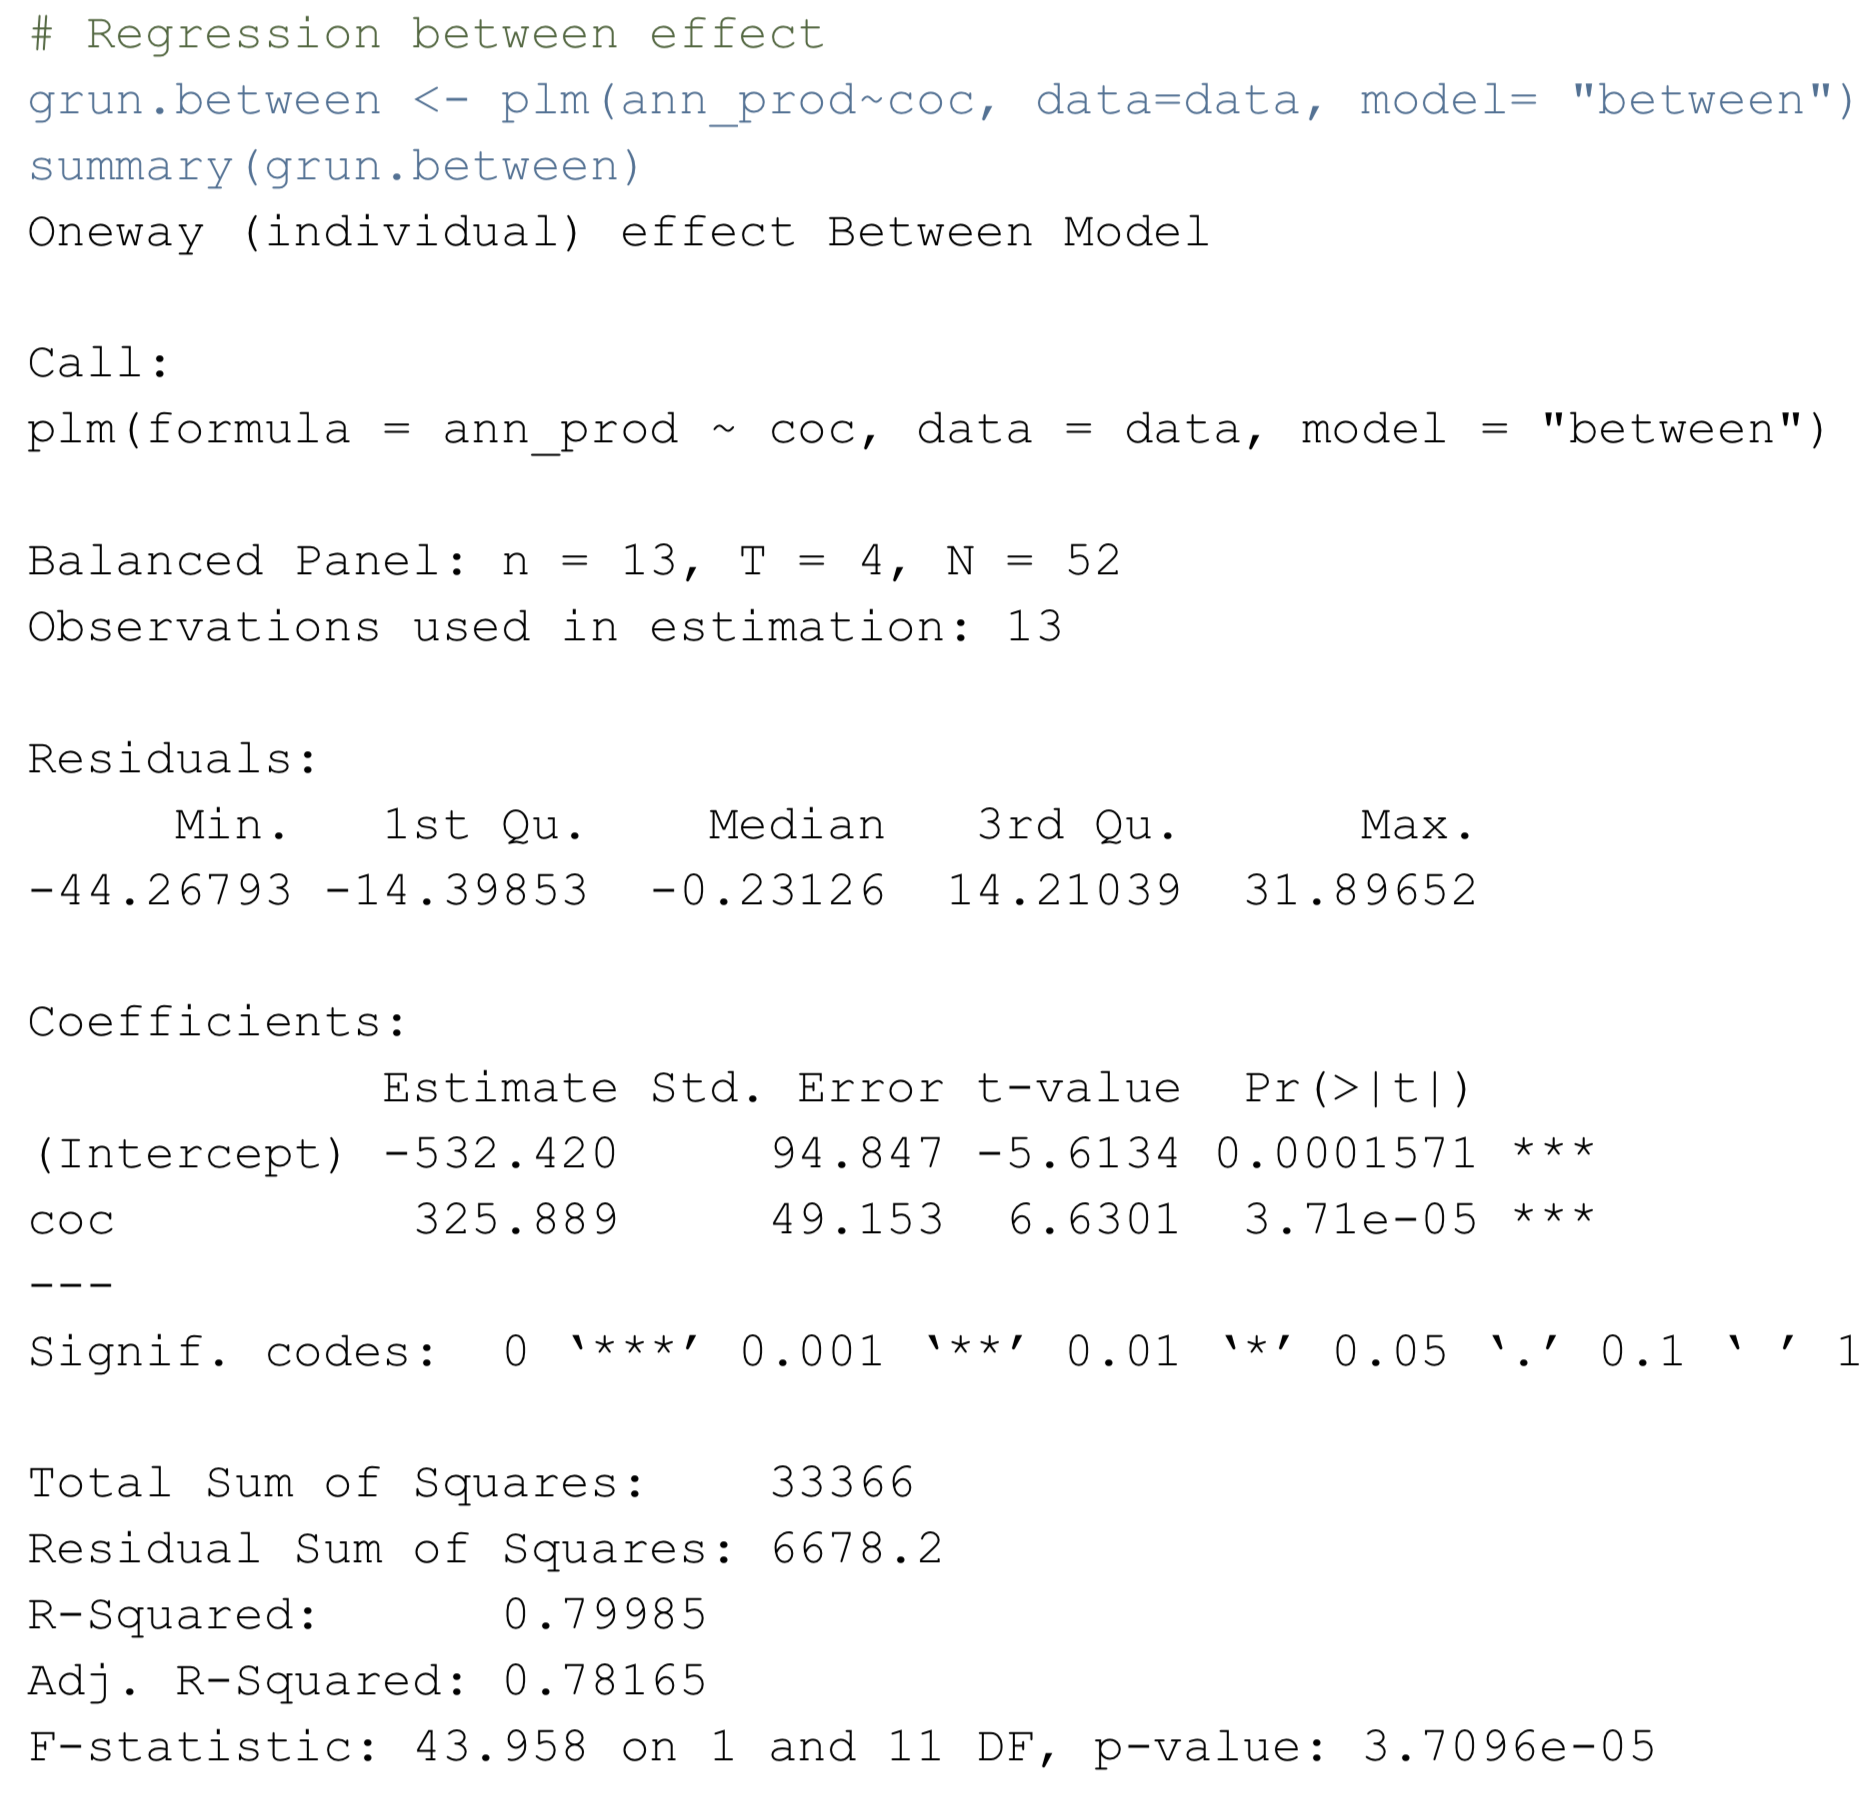 # Regression between effect
grun.between <- plm(ann_prod~coc, data=data, model= "between")
summary(grun.between)
Oneway (individual) effect Between Model
Call:
plm(formula = ann_prod ~ coc, data = data, model = "between")
Balanced Panel: n = 13, T = 4, N = 52
Observations used in estimation: 13
Residuals:
Min. 1st Qu. Median 3rd Qu. Max.
-44.26793 -14.39853 -0.23126 14.21039 31.89652
Coefficients:
Estimate Std. Error t-value Pr(>|t|)
(Intercept) -532.420 94.847 -5.6134 0.0001571 ***
coc 325.889 49.153 6.6301 3.71e-05 ***
---
Signif. codes: 0 ‘***’ 0.001 ‘**’ 0.01 ‘*’ 0.05 ‘.’ 0.1 ‘ ’ 1
Total Sum of Squares: 33366
Residual Sum of Squares: 6678.2
R-Squared: 0.79985
Adj. R-Squared: 0.78165
F-statistic: 43.958 on 1 and 11 DF, p-value: 3.7096e-05